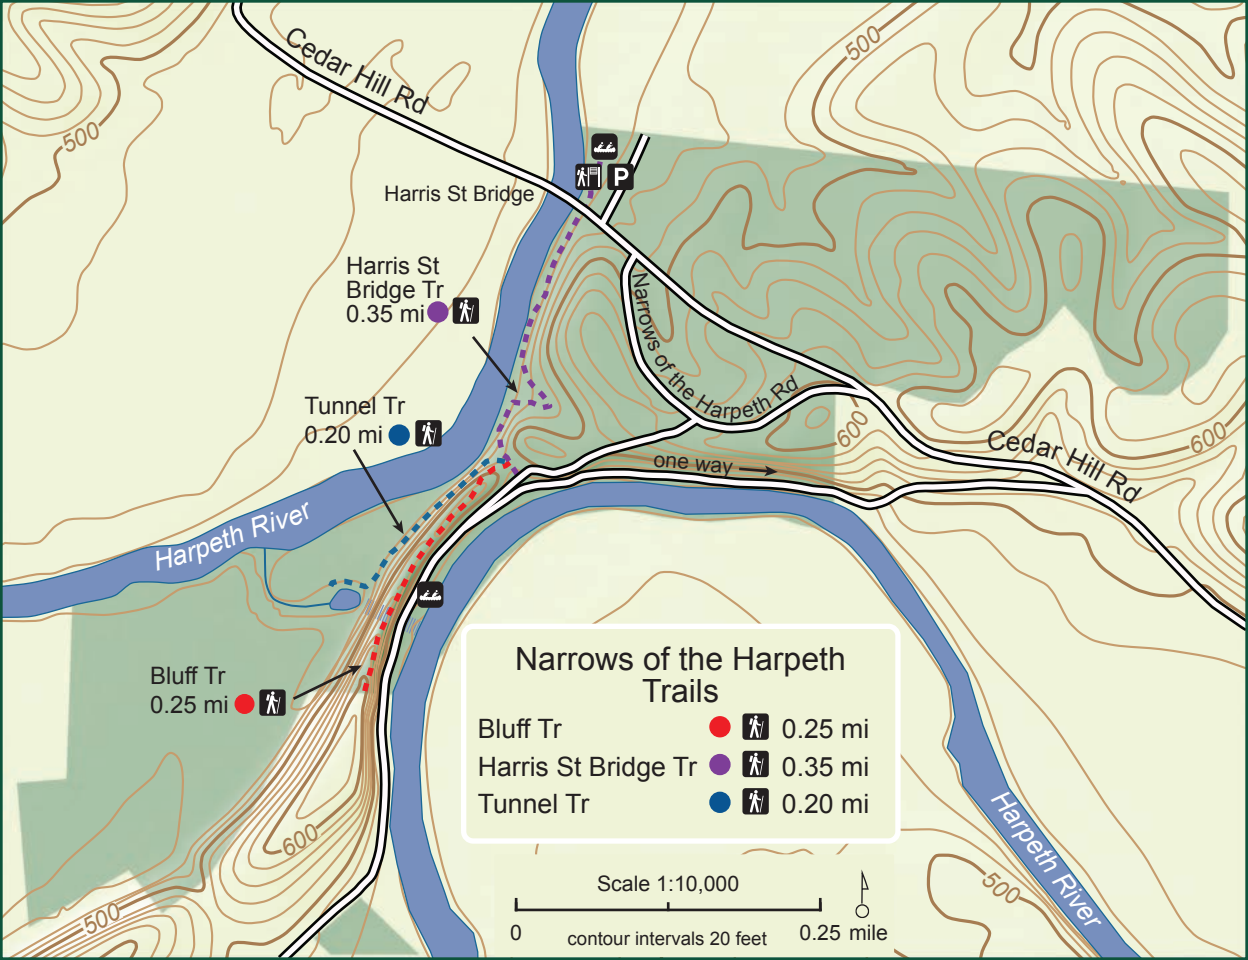 Cedar Hill Rd
500
500
P
Harris St Bridge
Harris St
Bridge Tr
0.35 mi
Narrows of the Harpeth Rd
Tunnel Tr
0.20 mi
600
Cedar Hill Rd
600
one way
Harpeth River
Bluff Tr
0.25 mi
Narrows of the Harpeth
Trails
Bluff Tr 0.25 mi
Harris St Bridge Tr 0.35 mi
Tunnel Tr 0.20 mi
Harpeth River
600
500
500
Scale 1:10,000
0 contour intervals 20 feet 0.25 mile